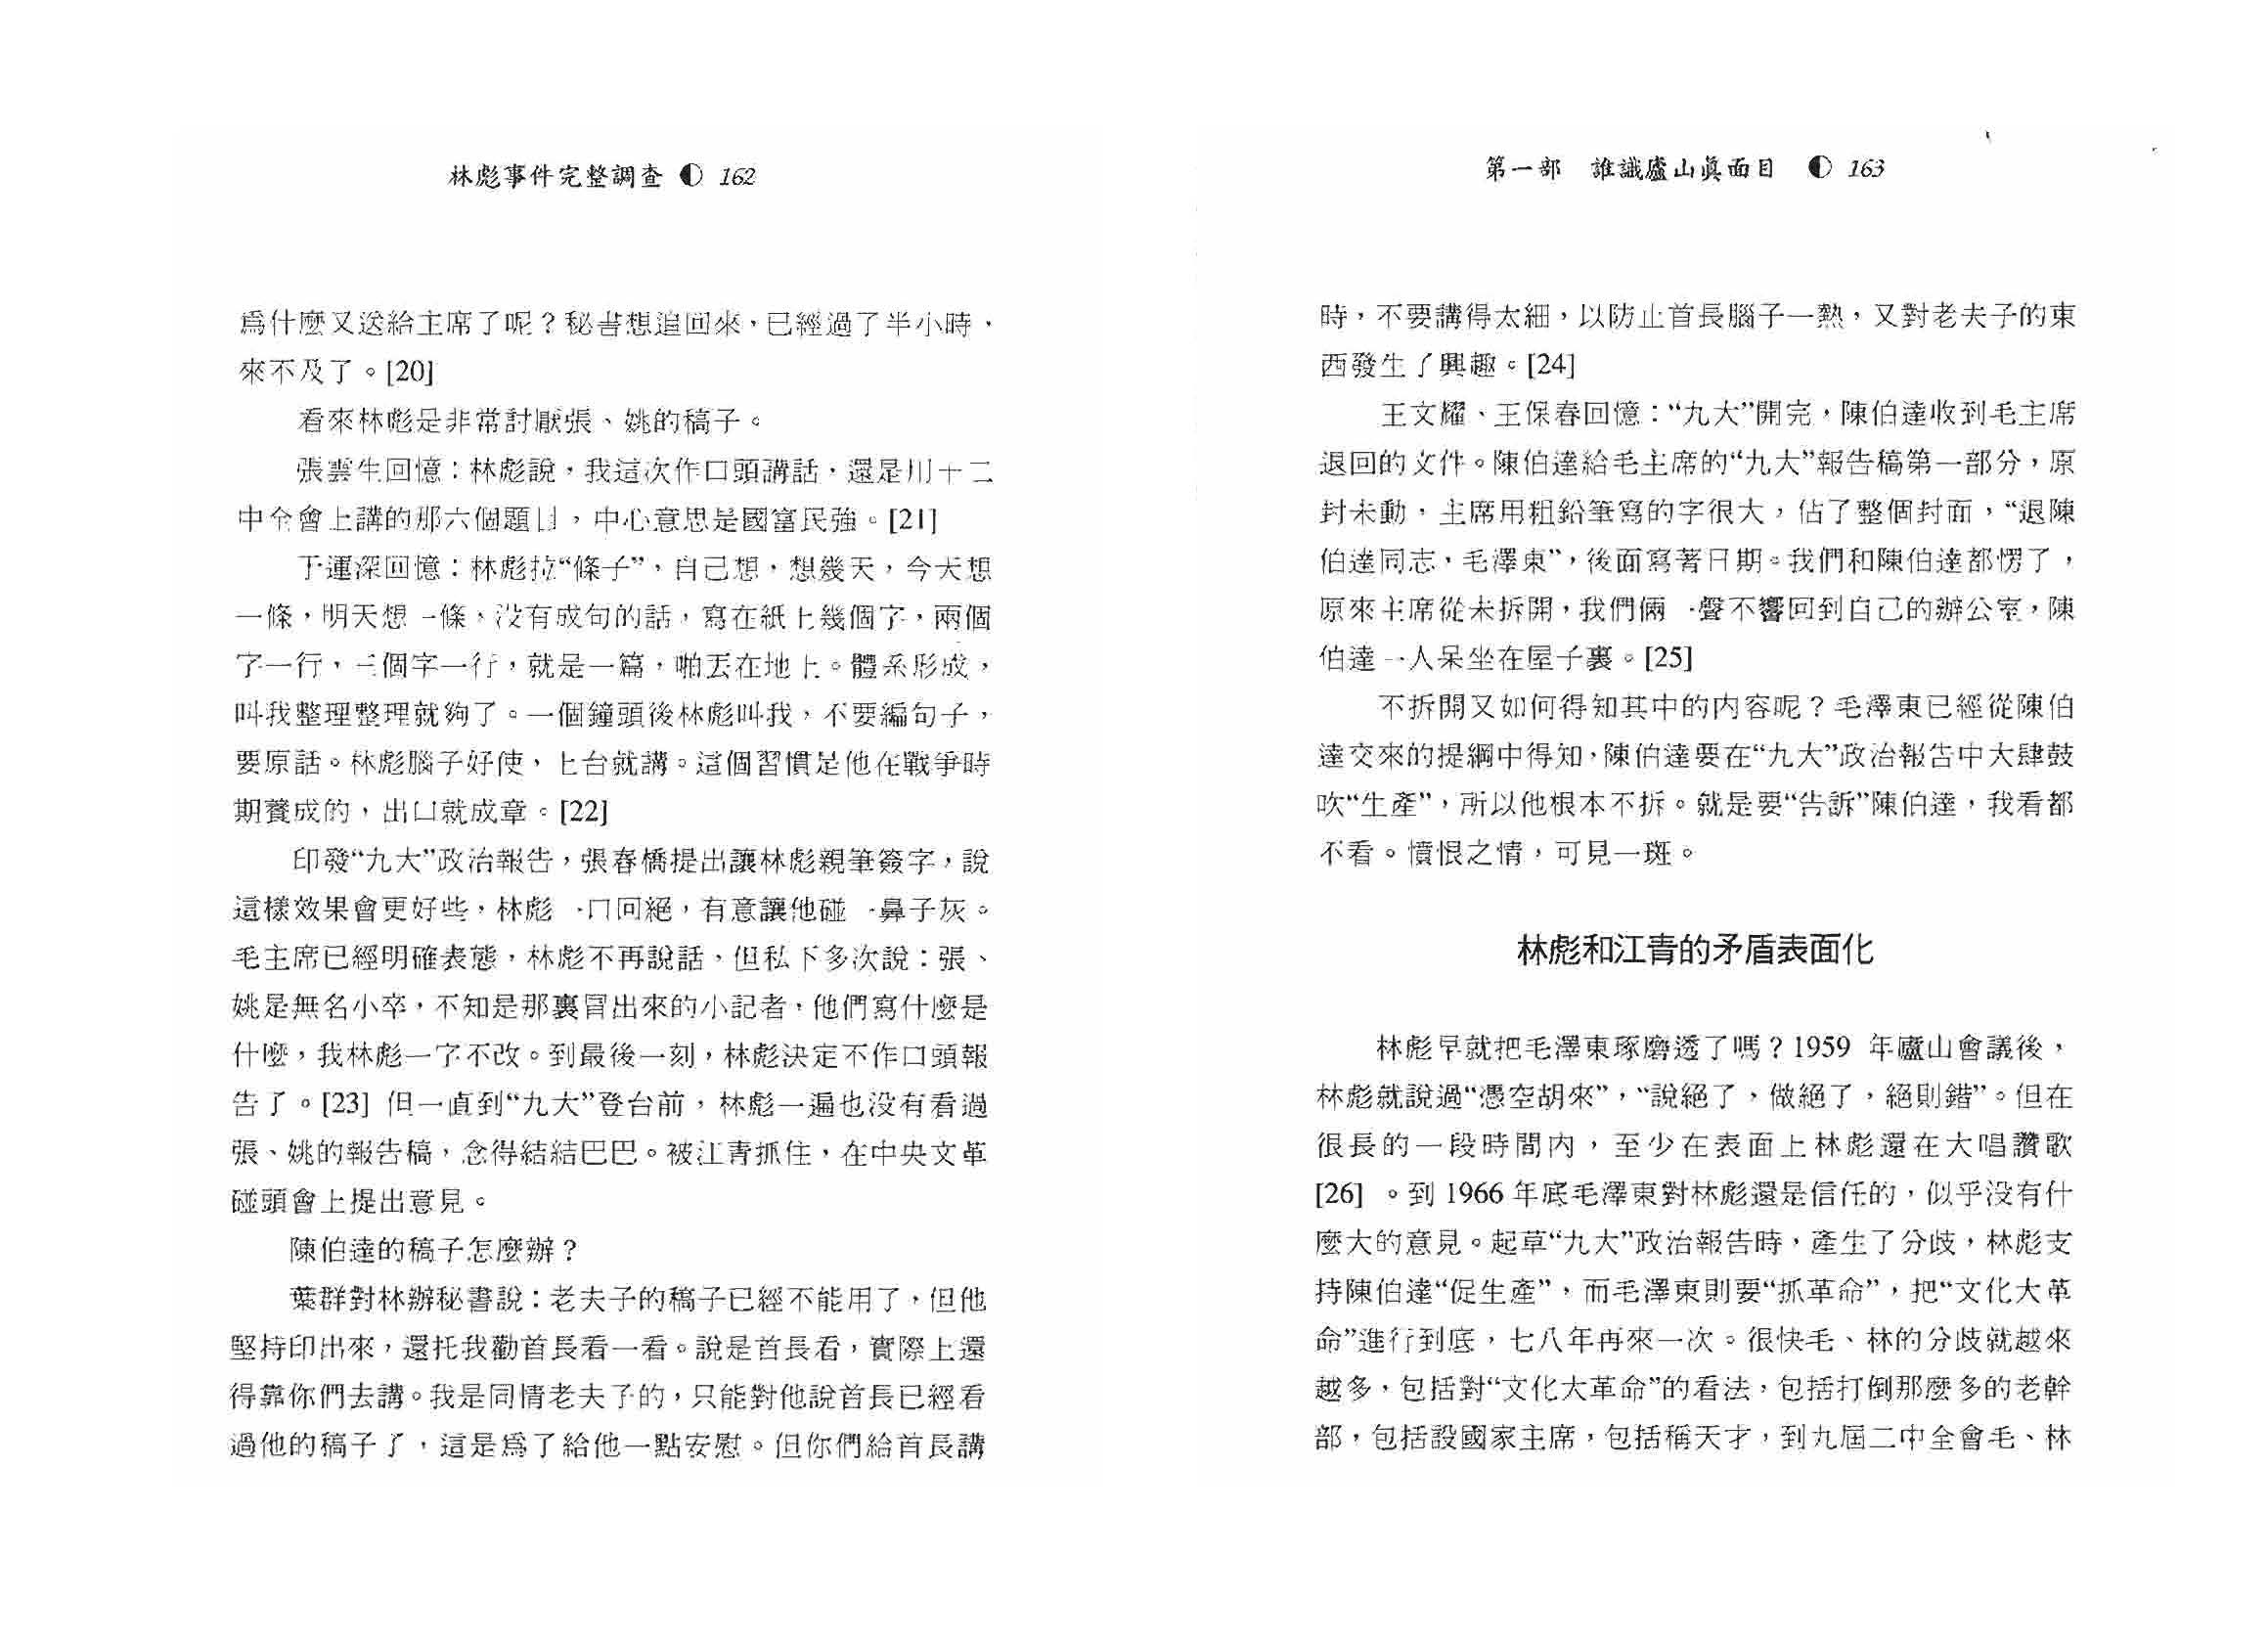 林彪事件完整調查 ◐ 162
爲什麼又送給主席了呢？秘書想追回來，已經過了半小時，
來不及了。[20]
看來林彪是非常討厭張、姚的稿子。
張雲生回憶：林彪說，我這次作口頭講話，還是用十二
中全會上講的那六個題目，中心意思是國富民強。[21]
于運深回憶：林彪拉“條子”，自己想，想幾天，今天想
一條，明天想一條，没有成句的話，寫在紙上幾個字，兩個
字一行，三個字一行，就是一篇，啪丟在地上。體系形成，
叫我整理整理就夠了。一個鐘頭後林彪叫我，不要編句子，
要原話。林彪腦子好使，上台就講。這個習慣是他在戰爭時
期養成的，出口就成章。[22]
印發“九大”政治報告，張春橋提出讓林彪親筆簽字，說
這樣效果會更好些，林彪一口回絕，有意讓他碰一鼻子灰。
毛主席已經明確表態，林彪不再說話，但私下多次說：張、
姚是無名小卒，不知是那裏冒出來的小記者，他們寫什麼是
什麼，我林彪一字不改。到最後一刻，林彪決定不作口頭報
告了。[23] 但一直到“九大”登台前，林彪一遍也没有看過
張、姚的報告稿，念得結結巴巴。被江青抓住，在中央文革
碰頭會上提出意見。
陳伯達的稿子怎麼辦？
葉群對林辦秘書說：老夫子的稿子已經不能用了，但他
堅持印出來，還托我勸首長看一看。說是首長看，實際上還
得靠你們去講。我是同情老夫子的，只能對他說首長已經看
過他的稿子了，這是爲了給他一點安慰。但你們給首長講
第一部 誰識廬山眞面目 ◐ 163
時，不要講得太細，以防止首長腦子一熱，又對老夫子的東
西發生了興趣。[24]
王文耀、王保春回憶：“九大”開完，陳伯達收到毛主席
退回的文件。陳伯達給毛主席的“九大”報告稿第一部分，原
封未動，主席用粗鉛筆寫的字很大，佔了整個封面，“退陳
伯達同志，毛澤東”，後面寫著日期。我們和陳伯達都愣了，
原來主席從未拆開，我們倆一聲不響回到自己的辦公室，陳
伯達一人呆坐在屋子裏。[25]
不拆開又如何得知其中的内容呢？毛澤東已經從陳伯
達交來的提綱中得知，陳伯達要在“九大”政治報告中大肆鼓
吹“生產”，所以他根本不拆。就是要“告訴”陳伯達，我看都
不看。憤恨之情，可見一斑。
林彪和江青的矛盾表面化
林彪早就把毛澤東琢磨透了嗎？1959 年廬山會議後，
林彪就說過“憑空胡來”，“說絕了，做絕了，絕則錯”。但在
很長的一段時間内，至少在表面上林彪還在大唱讚歌
[26] 。到 1966 年底毛澤東對林彪還是信任的，似乎没有什
麼大的意見。起草“九大”政治報告時，產生了分歧，林彪支
持陳伯達“促生產”，而毛澤東則要“抓革命”，把“文化大革
命”進行到底，七八年再來一次。很快毛、林的分歧就越來
越多，包括對“文化大革命”的看法，包括打倒那麼多的老幹
部，包括設國家主席，包括稱天才，到九屆二中全會毛、林